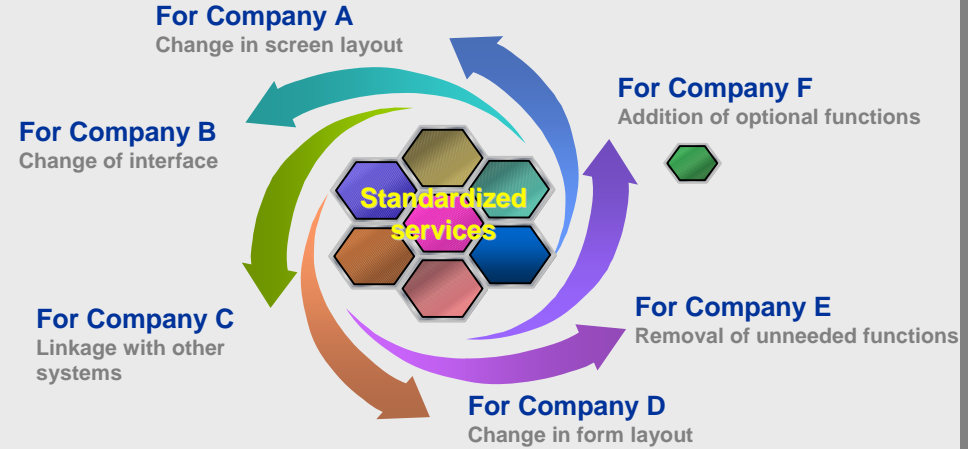 For Company A
Change in screen layout
For Company F
Addition of optional functions
For Company B
Change of interface
Standardized
services
For Company E
Removal of unneeded functions
For Company C
Linkage with other
systems
For Company D
Change in form layout